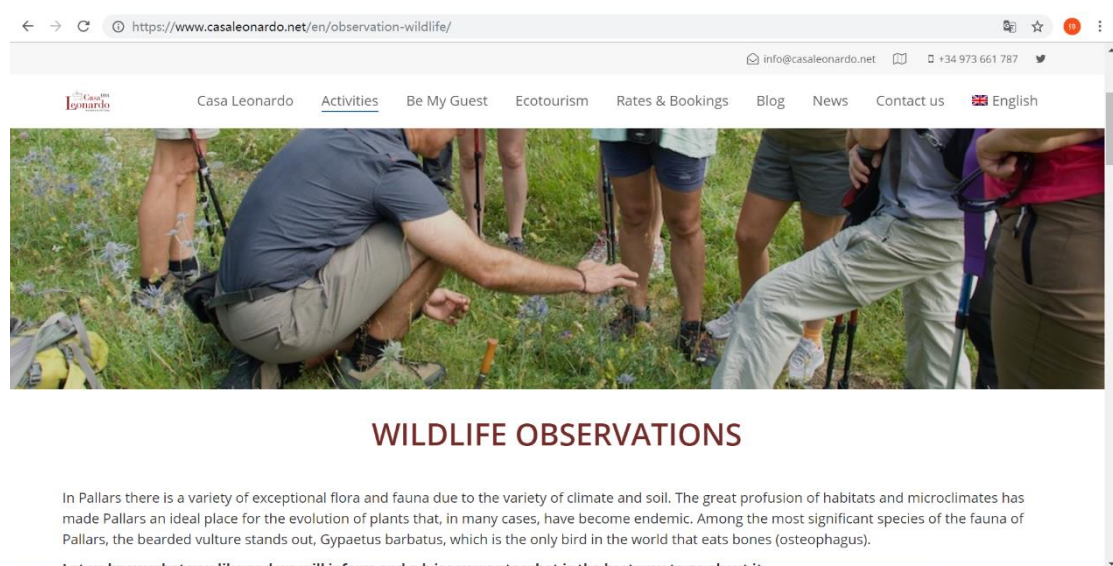 https://www.casaleonardo.net/en/observation-wildlife/
19
info@casaleonardo.net +34 973 661 787
Casa
Leonardo
Casa Leonardo Activities Be My Guest Ecotourism Rates & Bookings Blog News Contact us English
WILDLIFE OBSERVATIONS
In Pallars there is a variety of exceptional flora and fauna due to the variety of climate and soil. The great profusion of habitats and microclimates has
made Pallars an ideal place for the evolution of plants that, in many cases, have become endemic. Among the most significant species of the fauna of
Pallars, the bearded vulture stands out, Gypaetus barbatus, which is the only bird in the world that eats bones (osteophagus).